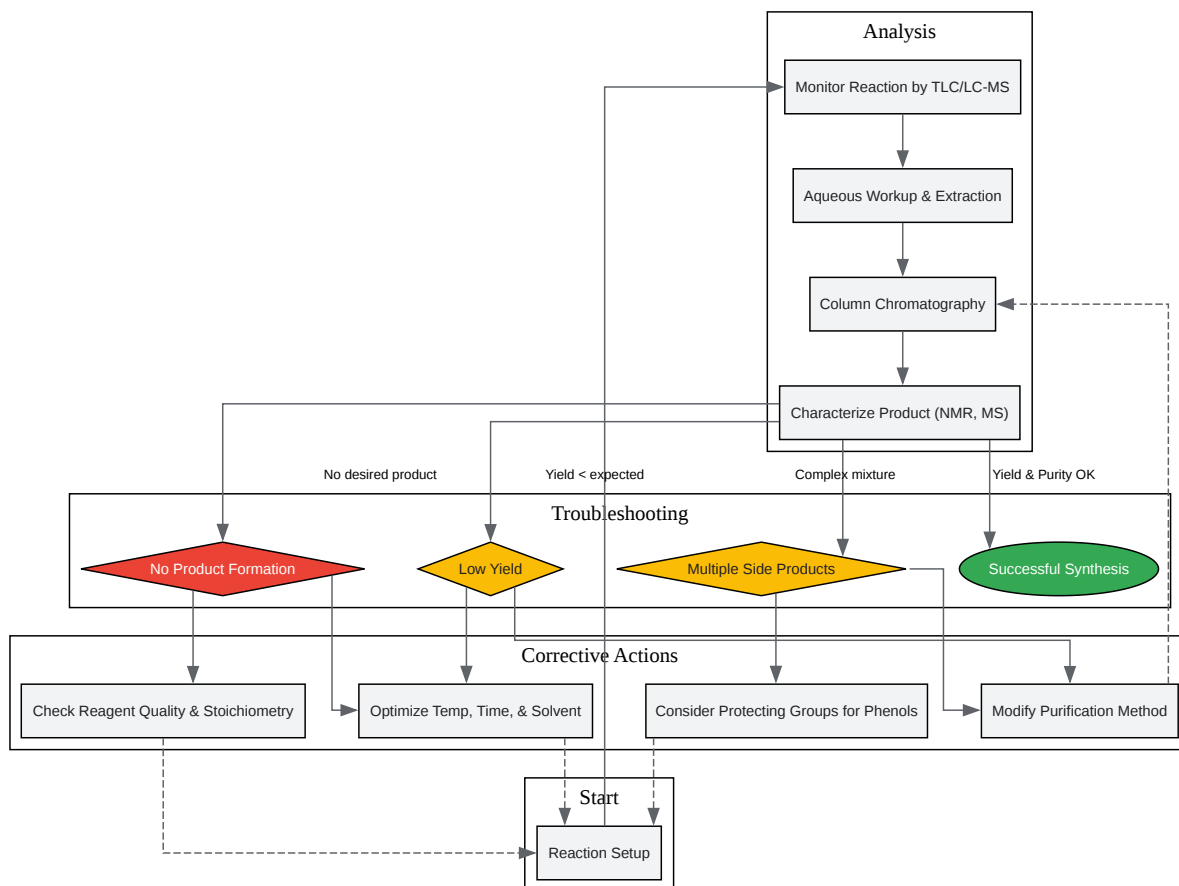 Analysis
Monitor Reaction by TLC/LC-MS
Aqueous Workup & Extraction
Column Chromatography
Characterize Product (NMR, MS)
No desired product
Yield < expected
Complex mixture
Yield & Purity OK
Troubleshooting
No Product Formation
Low Yield
Multiple Side Products
Successful Synthesis
Corrective Actions
Check Reagent Quality & Stoichiometry
Optimize Temp, Time, & Solvent
Consider Protecting Groups for Phenols
Modify Purification Method
Start
Reaction Setup